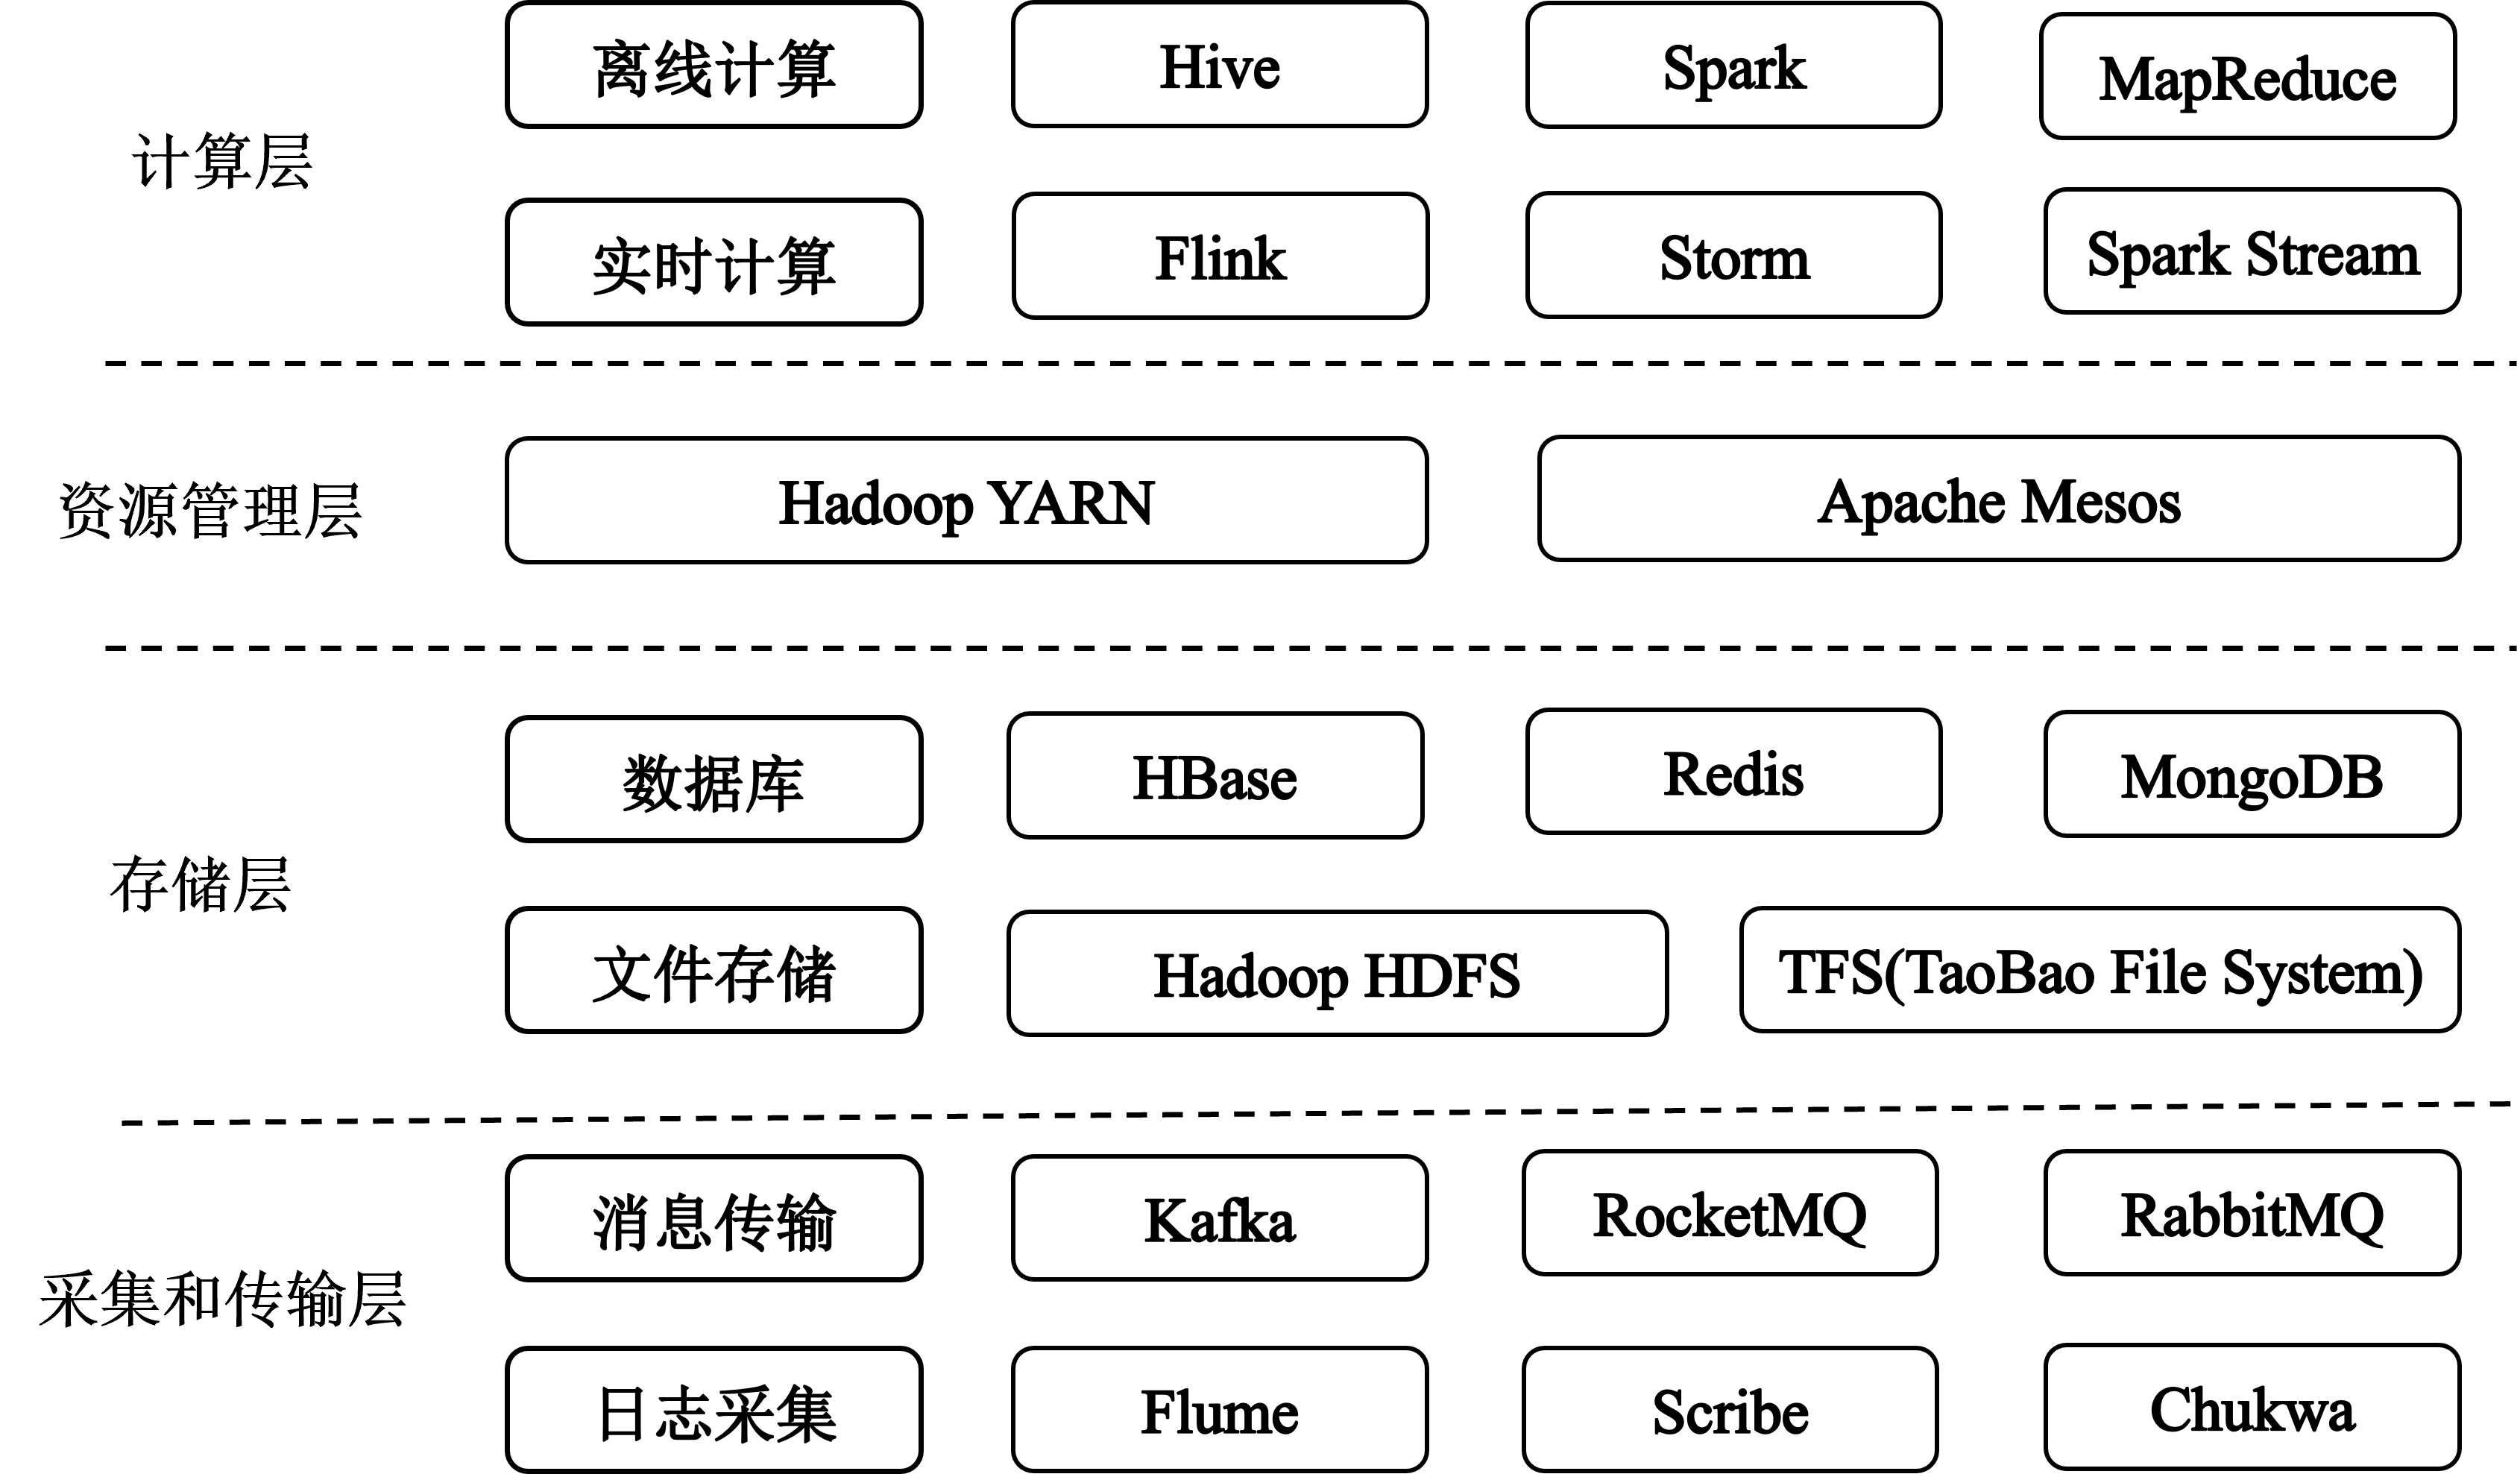 计算层
离线计算
Hive
Spark
MapReduce
实时计算
Flink
Storm
Spark Stream
资源管理层
Hadoop YARN
Apache Mesos
存储层
数据库
HBase
Redis
MongoDB
文件存储
Hadoop HDFS
TFS(TaoBao File System)
采集和传输层
消息传输
Kafka
RocketMQ
RabbitMQ
日志采集
Flume
Scribe
Chukwa